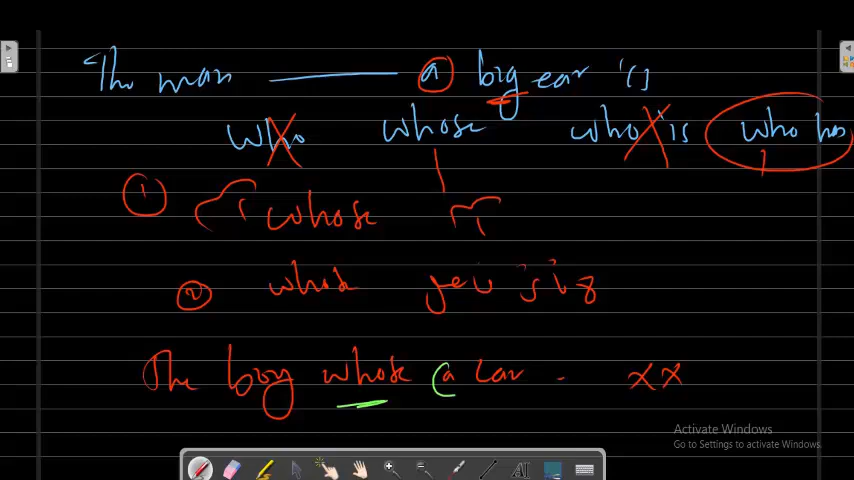 The man a big ear is
who whose who is who has
1 whose
2
The boy whose a car . xx
Activate Windows
Go to Settings to activate Windows.